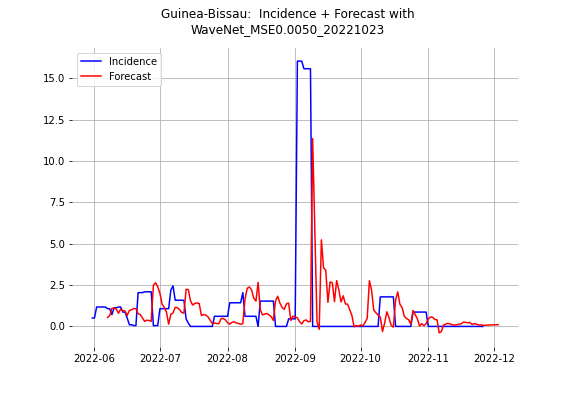 Guinea-Bissau:  Incidence + Forecast with
WaveNet_MSE0.0050_20221023
Incidence
Forecast
15.0
12.5
10.0
7.5
5.0
2.5
0.0
2022-06 2022-07 2022-08 2022-09 2022-10 2022-11 2022-12